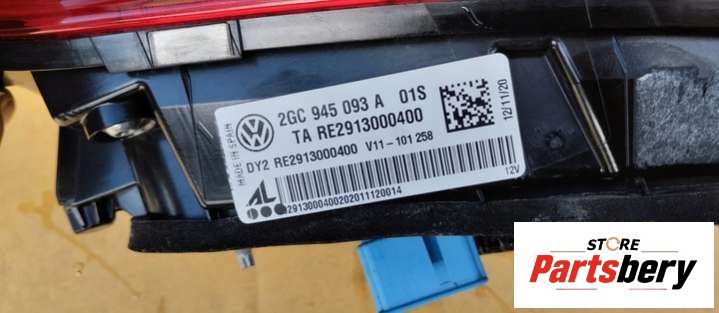 2GC 945 093 A 01S
TA RE2913000400
DY2 RE2913000400 V11-101 258
MADE IN SPAIN
12/11/20
AL
2913000400202011120014
12V
STORE
Partsbery